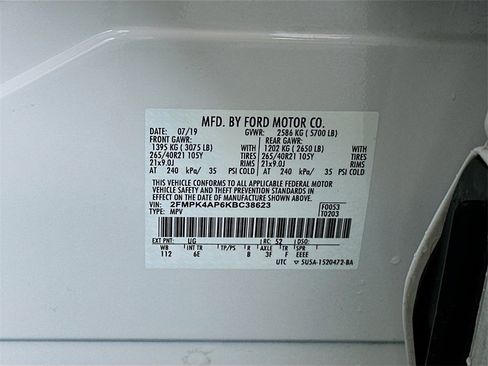 MFD. BY FORD MOTOR CO.
DATE: 07/19 GVWR: 2586 KG ( 5700 LB)
FRONT GAWR: REAR GAWR:
1395 KG ( 3075 LB) WITH 1202 KG ( 2650 LB) WITH
265/40R21 105Y TIRES 265/40R21 105Y TIRES
21x9.0J RIMS 21x9.0J RIMS
AT 240 kPa/ 35 PSI COLD AT 240 kPa/ 35 PSI COLD
THIS VEHICLE CONFORMS TO ALL APPLICABLE FEDERAL MOTOR
VEHICLE SAFETY AND THEFT PREVENTION STANDARDS IN
EFFECT ON THE DATE OF MANUFACTURE SHOWN ABOVE.
VIN: 2FMPK4AP6KBC38623 F0053
TYPE: MPV T0203
EXT PNT: UG RC: 52 DSO:
WB INT TR TP/PS R AXLE TR SPR
112 6E B 3F F EEEE
UTC 5U5A-1520472-BA